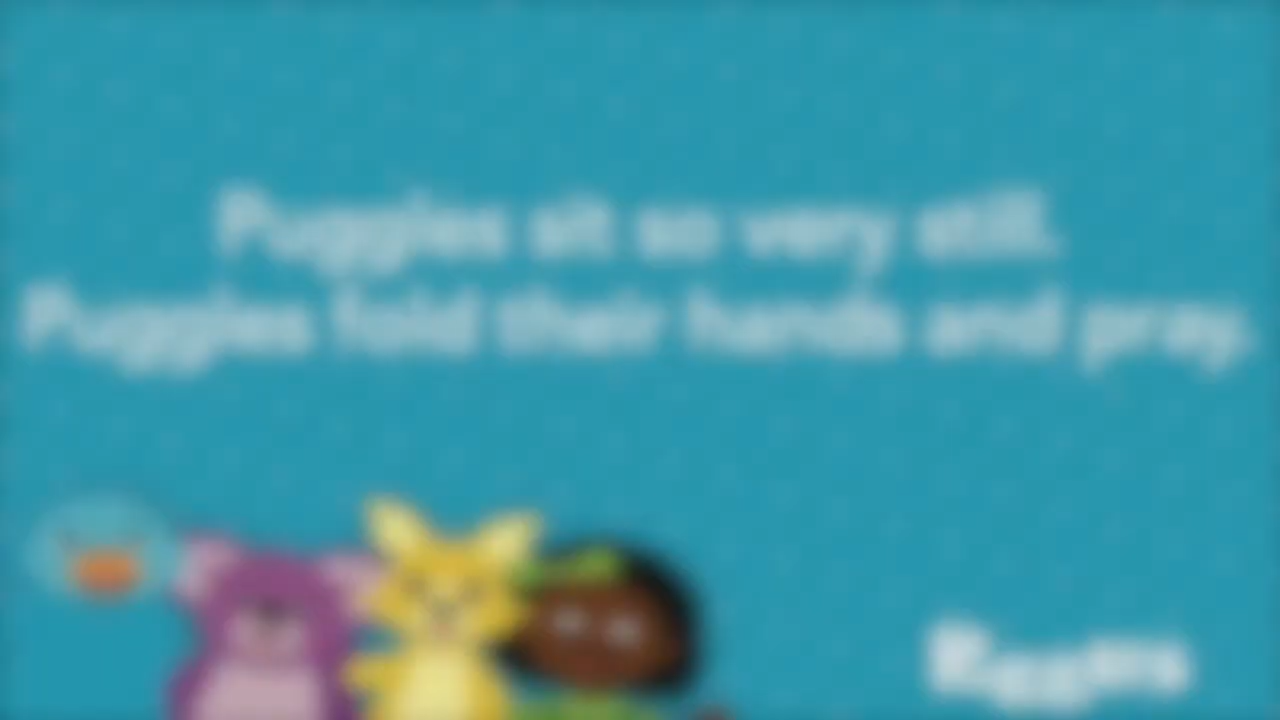 Puggles sit so very still.
Puggles fold their hands and pray.